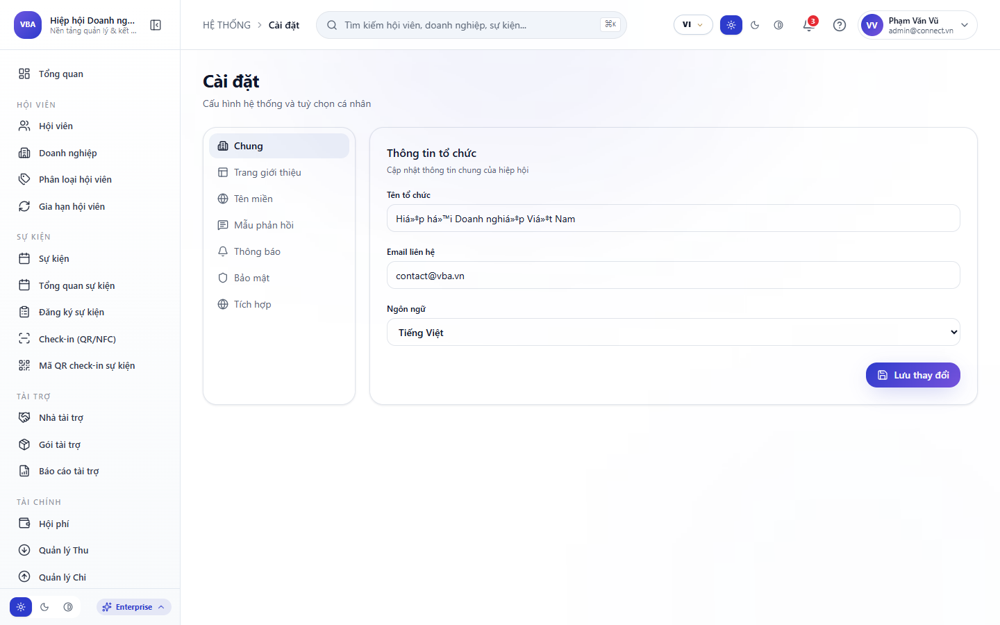 VBA
Hiệp hội Doanh ng...
Nền tảng quản lý & kết ...
HỆ THỐNG > Cài đặt
Tìm kiếm hội viên, doanh nghiệp, sự kiện...
⌘K
VI
3
VV
Phạm Văn Vũ
admin@connect.vn
Tổng quan
HỘI VIÊN
Hội viên
Doanh nghiệp
Phân loại hội viên
Gia hạn hội viên
SỰ KIỆN
Sự kiện
Tổng quan sự kiện
Đăng ký sự kiện
Check-in (QR/NFC)
Mã QR check-in sự kiện
TÀI TRỢ
Nhà tài trợ
Gói tài trợ
Báo cáo tài trợ
TÀI CHÍNH
Hội phí
Quản lý Thu
Quản lý Chi
Enterprise
Cài đặt
Cấu hình hệ thống và tuỳ chọn cá nhân
Chung
Trang giới thiệu
Tên miền
Mẫu phản hồi
Thông báo
Bảo mật
Tích hợp
Thông tin tổ chức
Cập nhật thông tin chung của hiệp hội
Tên tổ chức
Hiá»‡p há»™i Doanh nghiá»‡p Viá»‡t Nam
Email liên hệ
contact@vba.vn
Ngôn ngữ
Tiếng Việt
Lưu thay đổi